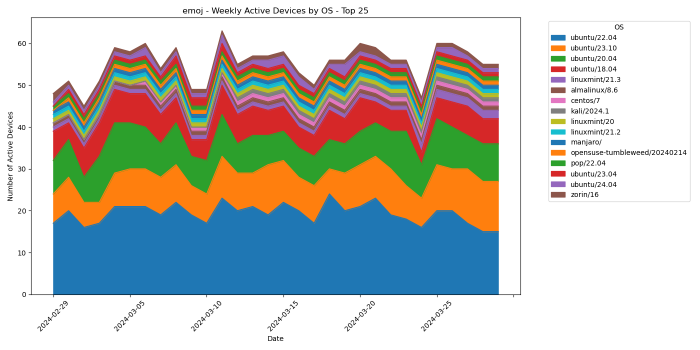 emoj - Weekly Active Devices by OS - Top 25
Number of Active Devices
60
50
40
30
20
10
0
2024-02-29
2024-03-05
2024-03-10
2024-03-15
2024-03-20
2024-03-25
Date
OS
ubuntu/22.04
ubuntu/23.10
ubuntu/20.04
ubuntu/18.04
linuxmint/21.3
almalinux/8.6
centos/7
kali/2024.1
linuxmint/20
linuxmint/21.2
manjaro/
opensuse-tumbleweed/20240214
pop/22.04
ubuntu/23.04
ubuntu/24.04
zorin/16